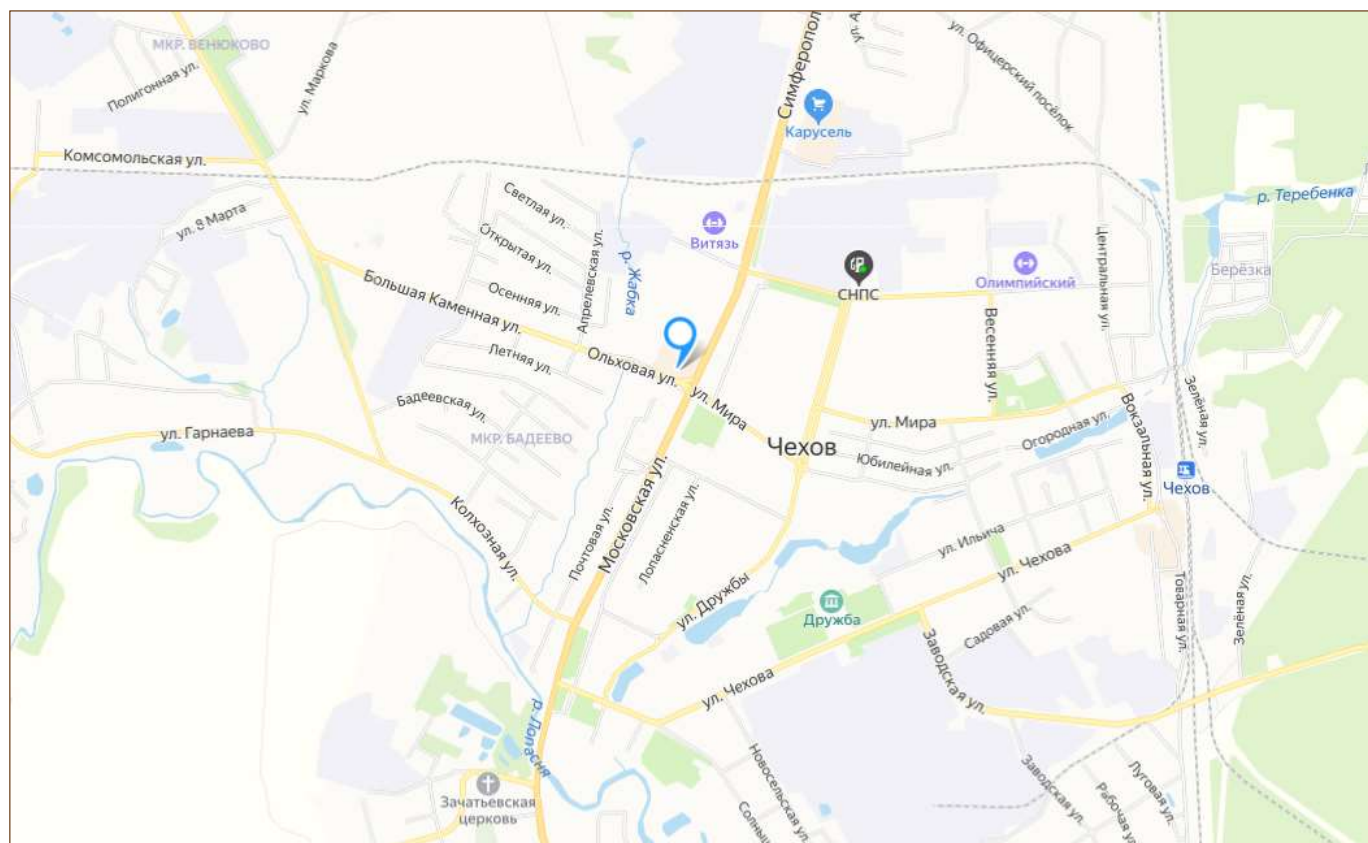 МКР. ВЕНЮКОВО
Полигонная ул.
ул. Маркова
Симферопол
ул. А
ул. Офицерский посёлок
Карусель
Комсомольская ул.
р. Теребенка
Светлая ул.
ул. 8 Марта
Открытая ул.
Апрелевская ул.
р. Жабка
Витязь
СНПС
Олимпийский
Центральная ул.
Берёзка
Большая Каменная ул.
Осенняя ул.
Летняя ул.
Ольховая ул.
ул. Мира
Весенняя ул.
Зелёная ул.
Бадеевская ул.
МКР. БАДЕЕВО
ул. Гарнаева
Чехов
ул. Мира
Юбилейная ул.
Огородная ул.
Вокзальная ул.
Чехов
Колхозная ул.
Почтовая ул.
Московская ул.
Лопасненская ул.
ул. Ильича
ул. Чехова
ул. Дружбы
Дружба
Садовая ул.
Товарная ул.
Зелёная ул.
ул. Чехова
Заводская ул.
р. Лопасня
Зачатьевская
церковь
Новосельская ул.
Солныш
Заводская ул.
Рабочая ул.
Луговая ул.